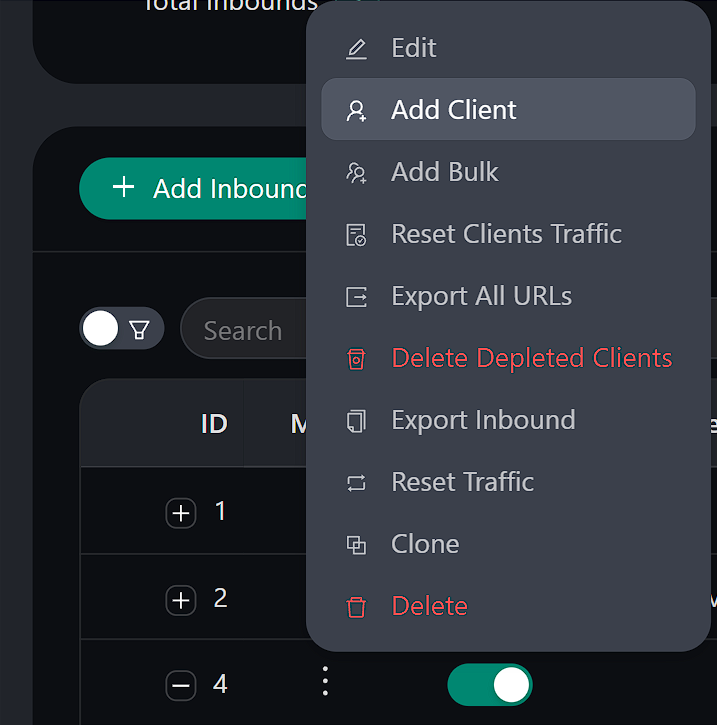 Total Inbounds
Edit
Add Client
Add Bulk
Reset Clients Traffic
Export All URLs
Delete Depleted Clients
Export Inbound
Reset Traffic
Clone
Delete
Add Inbound
Search
ID
1
2
4